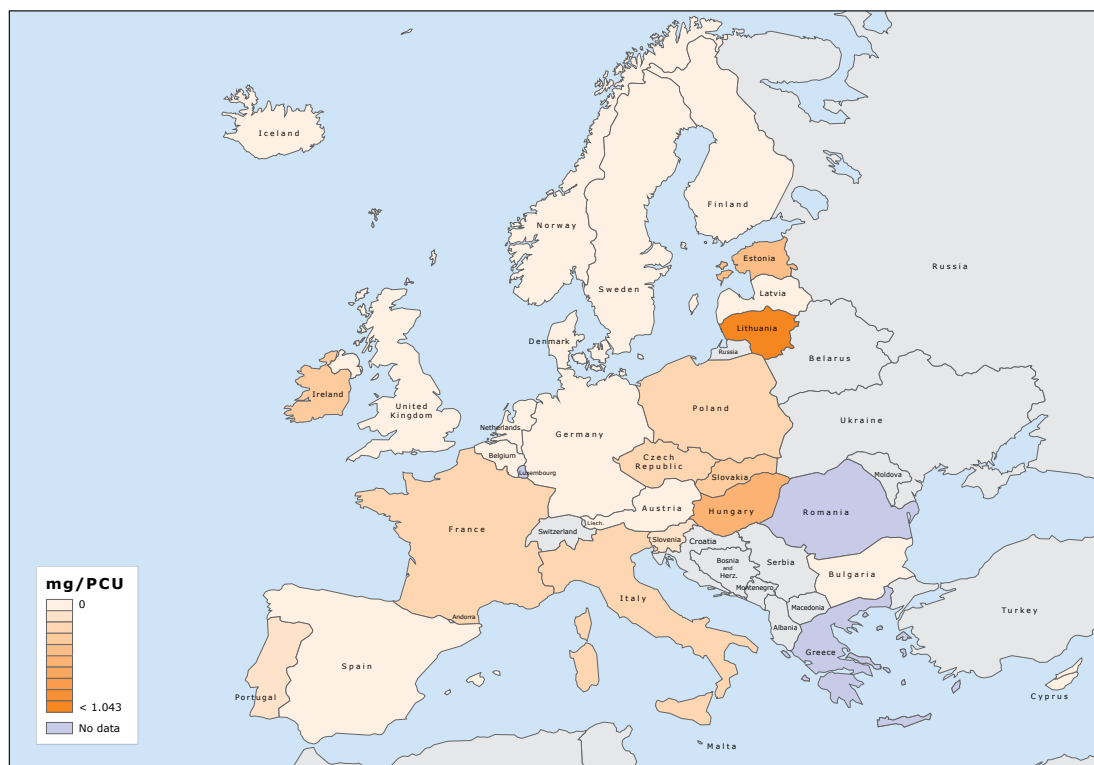 Iceland
Norway
Finland
Sweden
Estonia
Russia
Latvia
Lithuania
Russia
Denmark
Belarus
Ireland
United
Kingdom
Netherlands
Germany
Poland
Ukraine
Belgium
Luxembourg
Czech
Republic
Slovakia
Moldova
France
Austria
Hungary
Romania
Liech.
Switzerland
Slovenia
Croatia
Bosnia
and
Herz.
Serbia
Bulgaria
Montenegro
Italy
Macedonia
Andorra
Albania
Turkey
Greece
Spain
Portugal
Cyprus
Malta
mg/PCU
0
< 1.043
No data